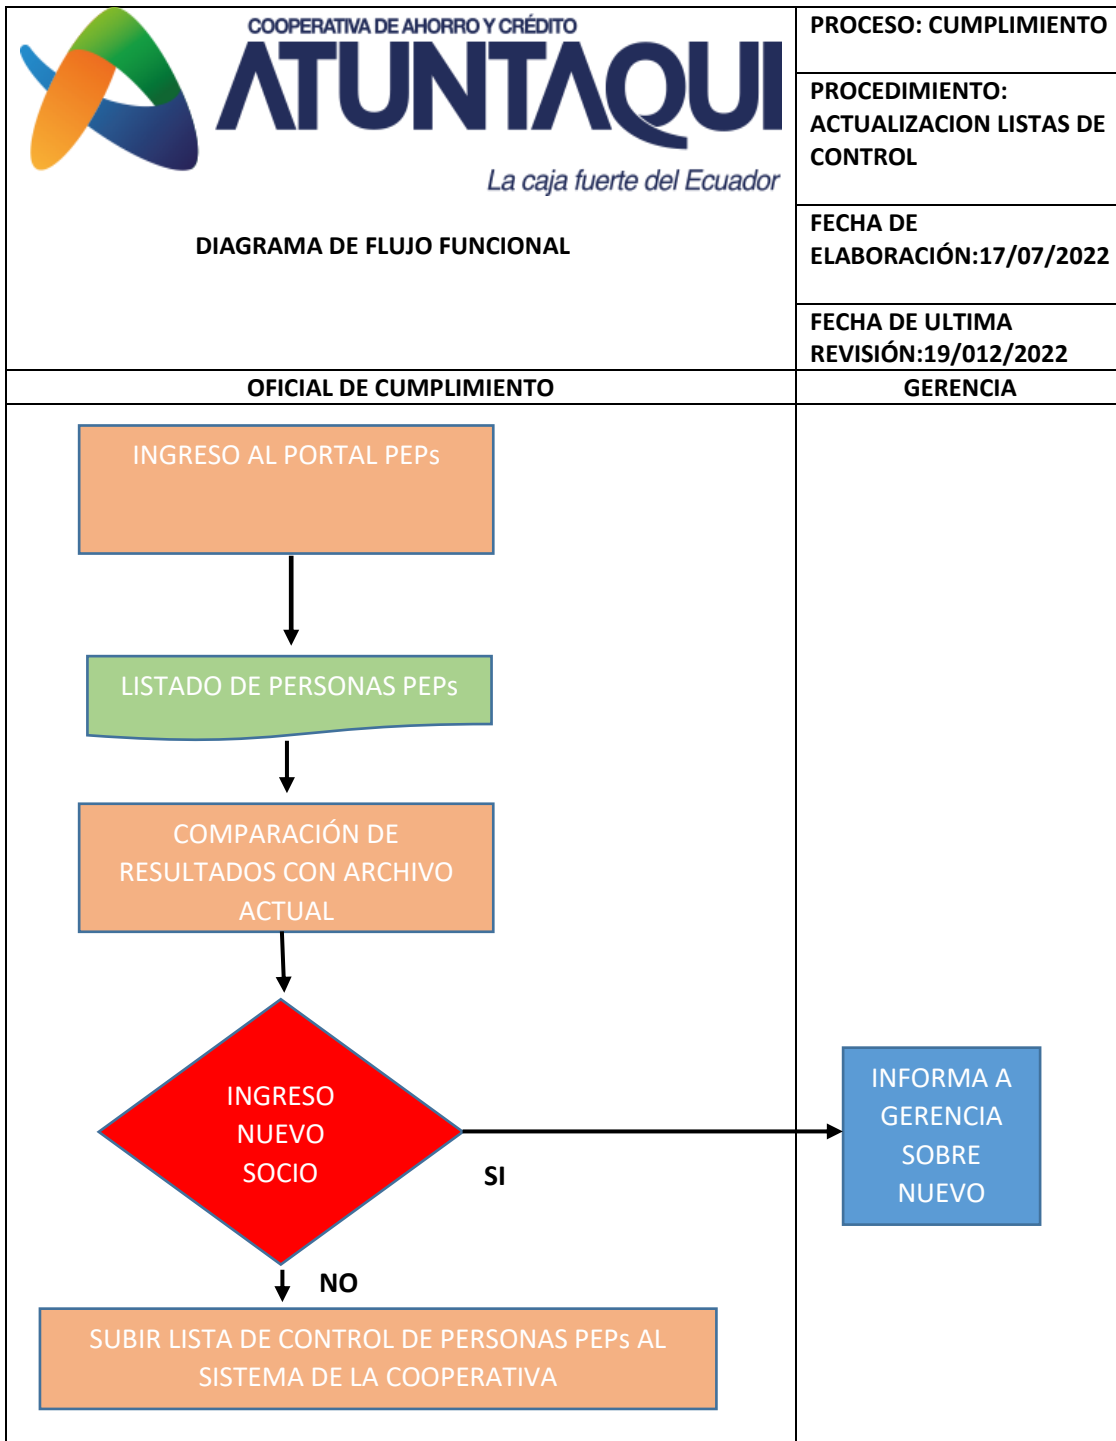 COOPERATIVA DE AHORRO Y CRÉDITO
ATUNTAQUI
La caja fuerte del Ecuador
DIAGRAMA DE FLUJO FUNCIONAL
PROCESO: CUMPLIMIENTO
PROCEDIMIENTO:
ACTUALIZACION LISTAS DE
CONTROL
FECHA DE
ELABORACIÓN:17/07/2022
FECHA DE ULTIMA
REVISIÓN:19/012/2022
OFICIAL DE CUMPLIMIENTO
GERENCIA
INGRESO AL PORTAL PEPs
LISTADO DE PERSONAS PEPs
COMPARACIÓN DE
RESULTADOS CON ARCHIVO
ACTUAL
INGRESO
NUEVO
SOCIO
SI
INFORMA A
GERENCIA
SOBRE
NUEVO
NO
SUBIR LISTA DE CONTROL DE PERSONAS PEPs AL
SISTEMA DE LA COOPERATIVA